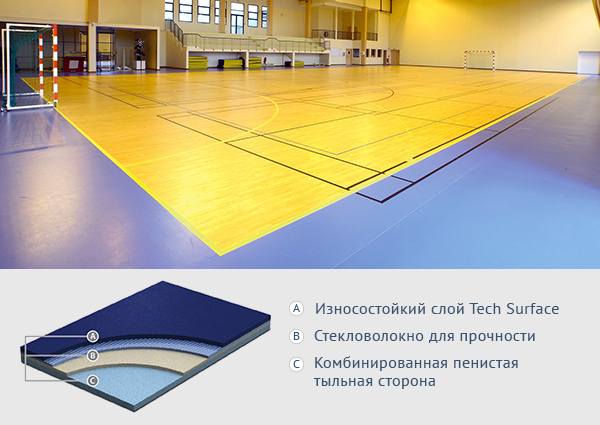 A Износостойкий слой Tech Surface
B Стекловолокно для прочности
C Комбинированная пенистая
тыльная сторона
A
B
C